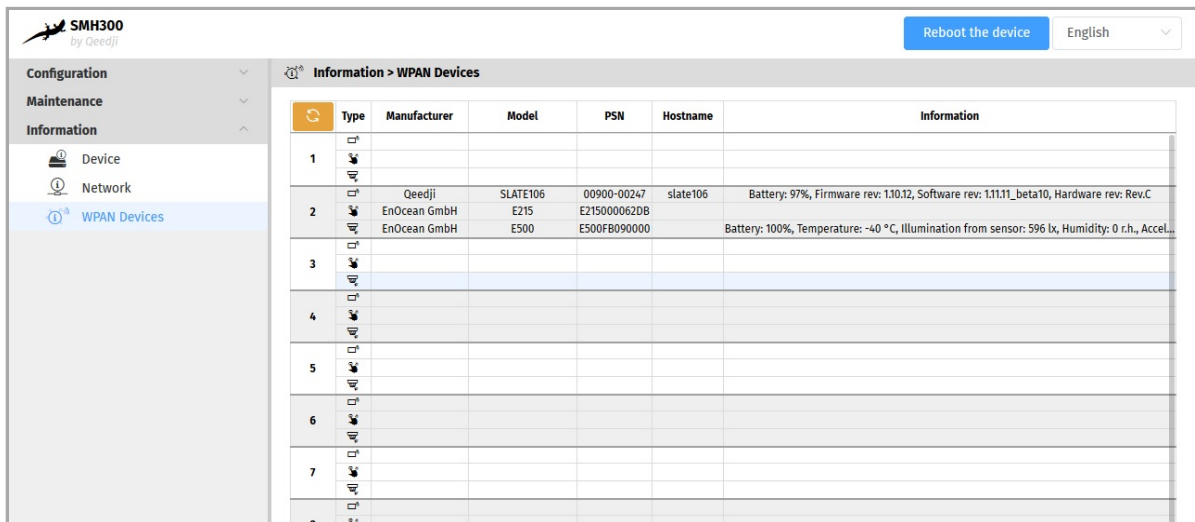 SMH300
by Qeedji
Reboot the device
English
Configuration
Maintenance
Information
Device
Network
WPAN Devices
Information > WPAN Devices
Type Manufacturer Model PSN Hostname Information
1
2
Qeedji SLATE106 00900-00247 slate106 Battery: 97%, Firmware rev: 1.10.12, Software rev: 1.11.11_beta10, Hardware rev: Rev.C
EnOcean GmbH E215 E215000062DB
EnOcean GmbH E500 E500FB090000 Battery: 100%, Temperature: -40 °C, Illumination from sensor: 596 lx, Humidity: 0 r.h., Accel...
3
4
5
6
7